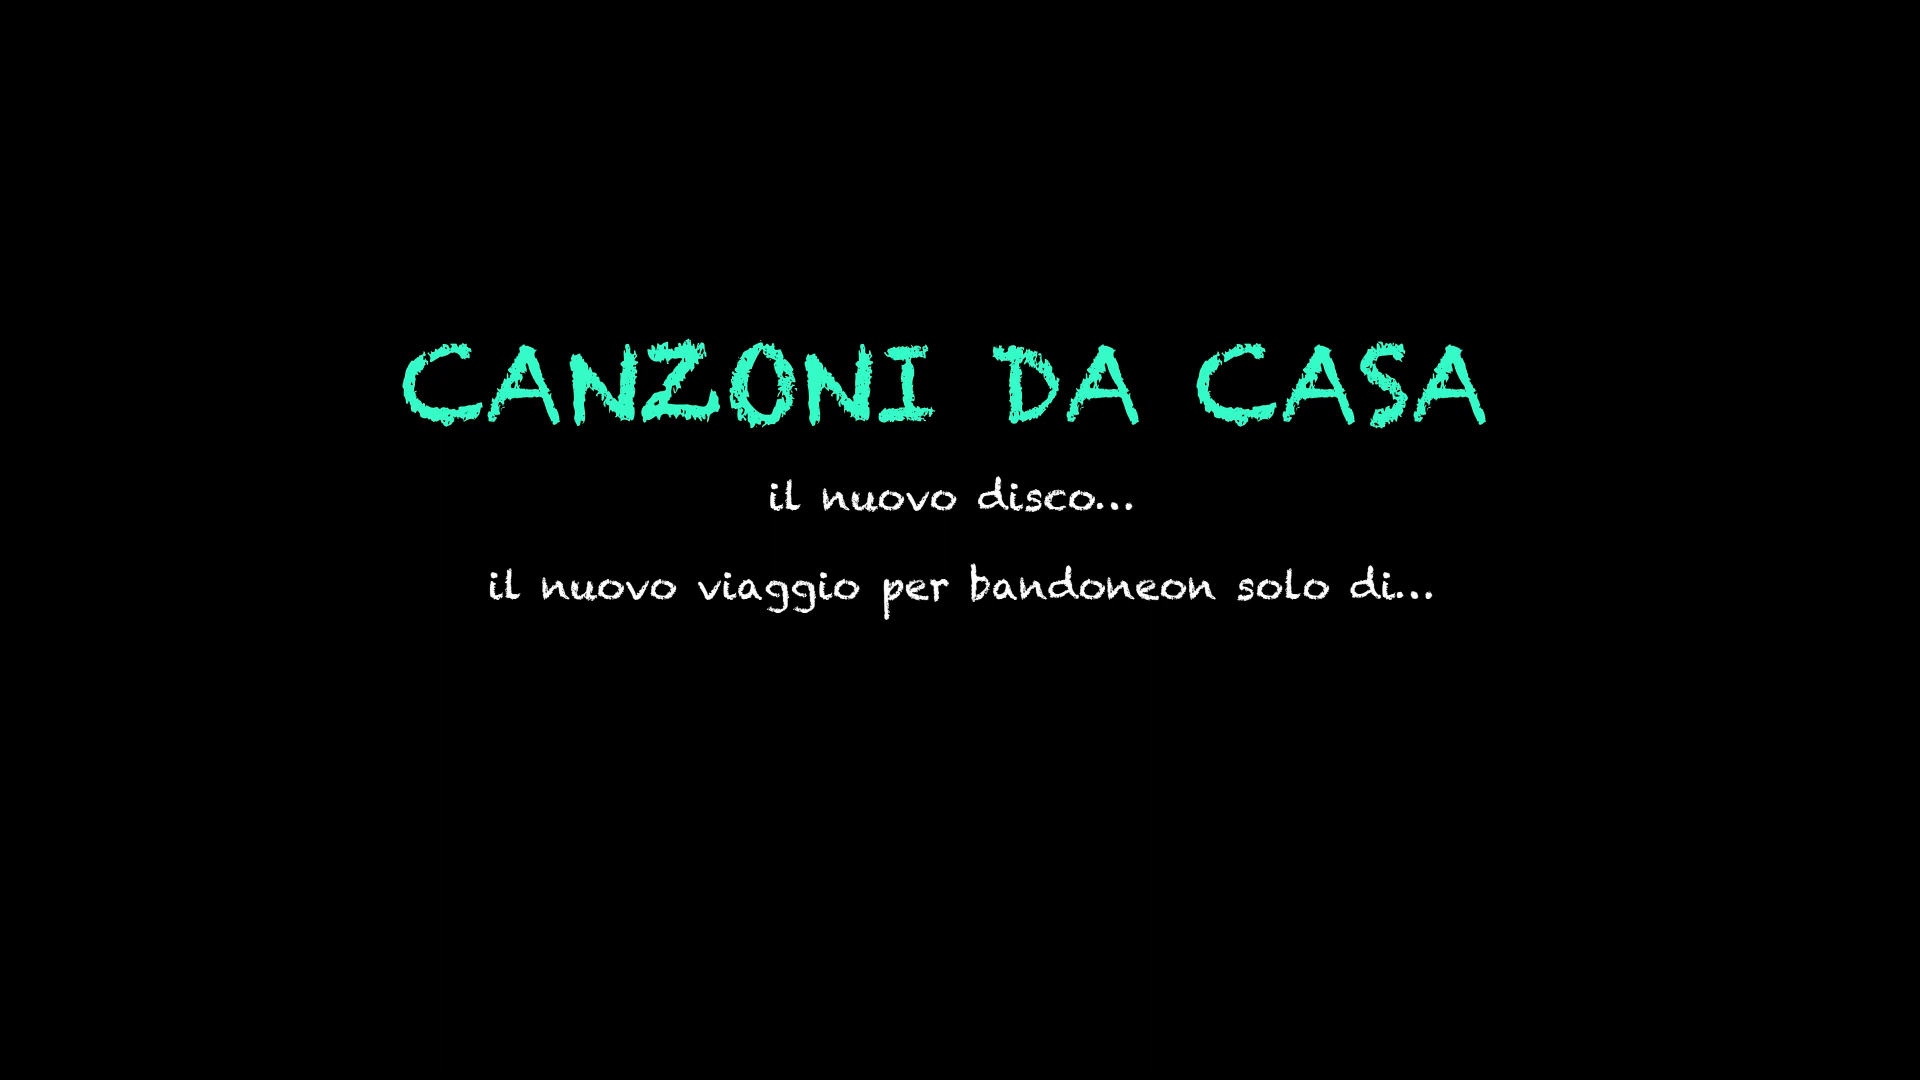 CANZONI DA CASA
il nuovo disco...
il nuovo viaggio per bandoneon solo di...